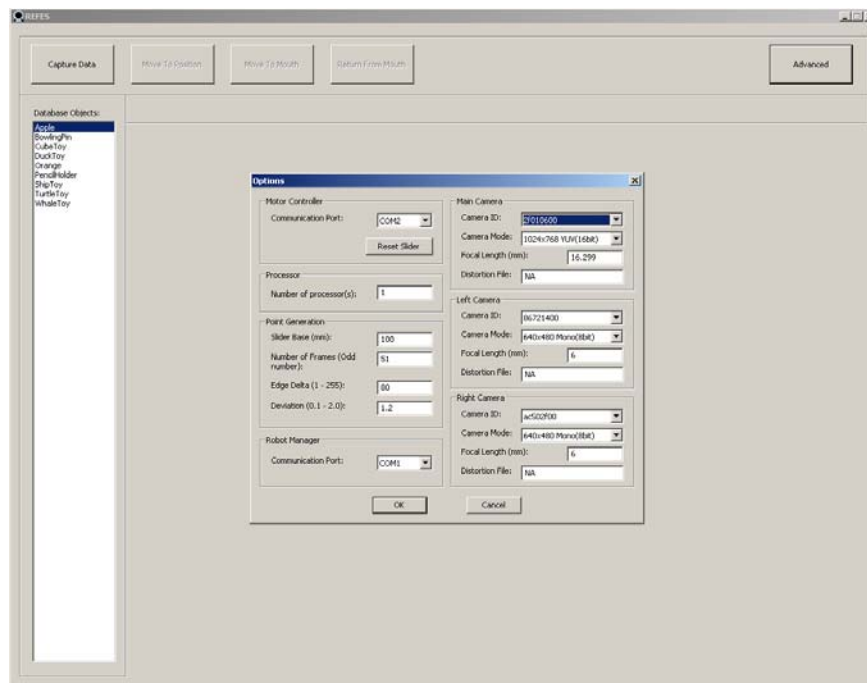 REFES
Capture Data
Move To Position
Move To Mouth
Return From Mouth
Advanced
Database Objects:
Apple
BowlingPin
CubeToy
DuckToy
Orange
PencilHolder
ShipToy
TurtleToy
WhaleToy
Options
Motor Controller
Communication Port:
COM2
Reset Slider
Processor
Number of processor(s):
1
Point Generation
Slider Base (mm):
100
Number of Frames (Odd
number):
51
Edge Delta (1 - 255):
80
Deviation (0.1 - 2.0):
1.2
Robot Manager
Communication Port:
COM1
Main Camera
Camera ID:
2f010600
Camera Mode:
1024x768 YUV(16bit)
Focal Length (mm):
16.299
Distortion File:
NA
Left Camera
Camera ID:
06721400
Camera Mode:
640x480 Mono(8bit)
Focal Length (mm):
6
Distortion File:
NA
Right Camera
Camera ID:
ac502f00
Camera Mode:
640x480 Mono(8bit)
Focal Length (mm):
6
Distortion File:
NA
OK
Cancel